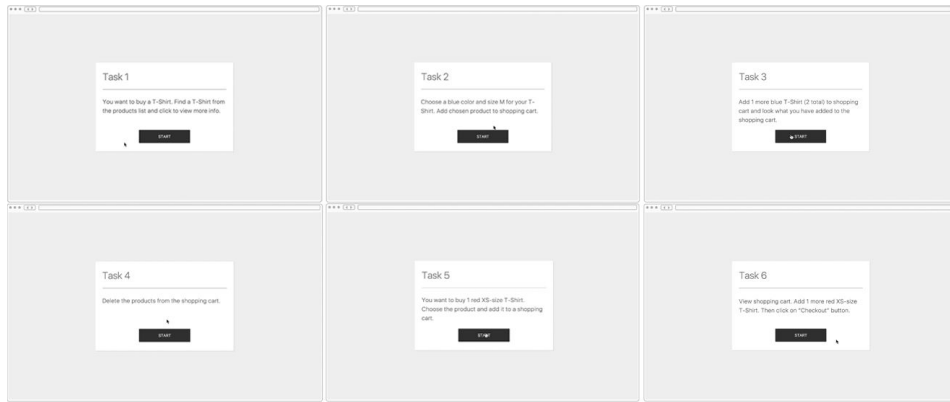 Task 1
You want to buy a T-Shirt. Find a T-Shirt from
the products list and click to view more info.
START
Task 2
Choose a blue color and size M for your T-
Shirt. Add chosen product to shopping cart.
START
Task 3
Add 1 more blue T-Shirt (2 total) to shopping
cart and look what you have added to the
shopping cart.
START
Task 4
Delete the products from the shopping cart.
START
Task 5
You want to buy 1 red XS-size T-Shirt.
Choose the product and add it to a shopping
cart.
START
Task 6
View shopping cart. Add 1 more red XS-size
T-Shirt. Then click on "Checkout" button.
START